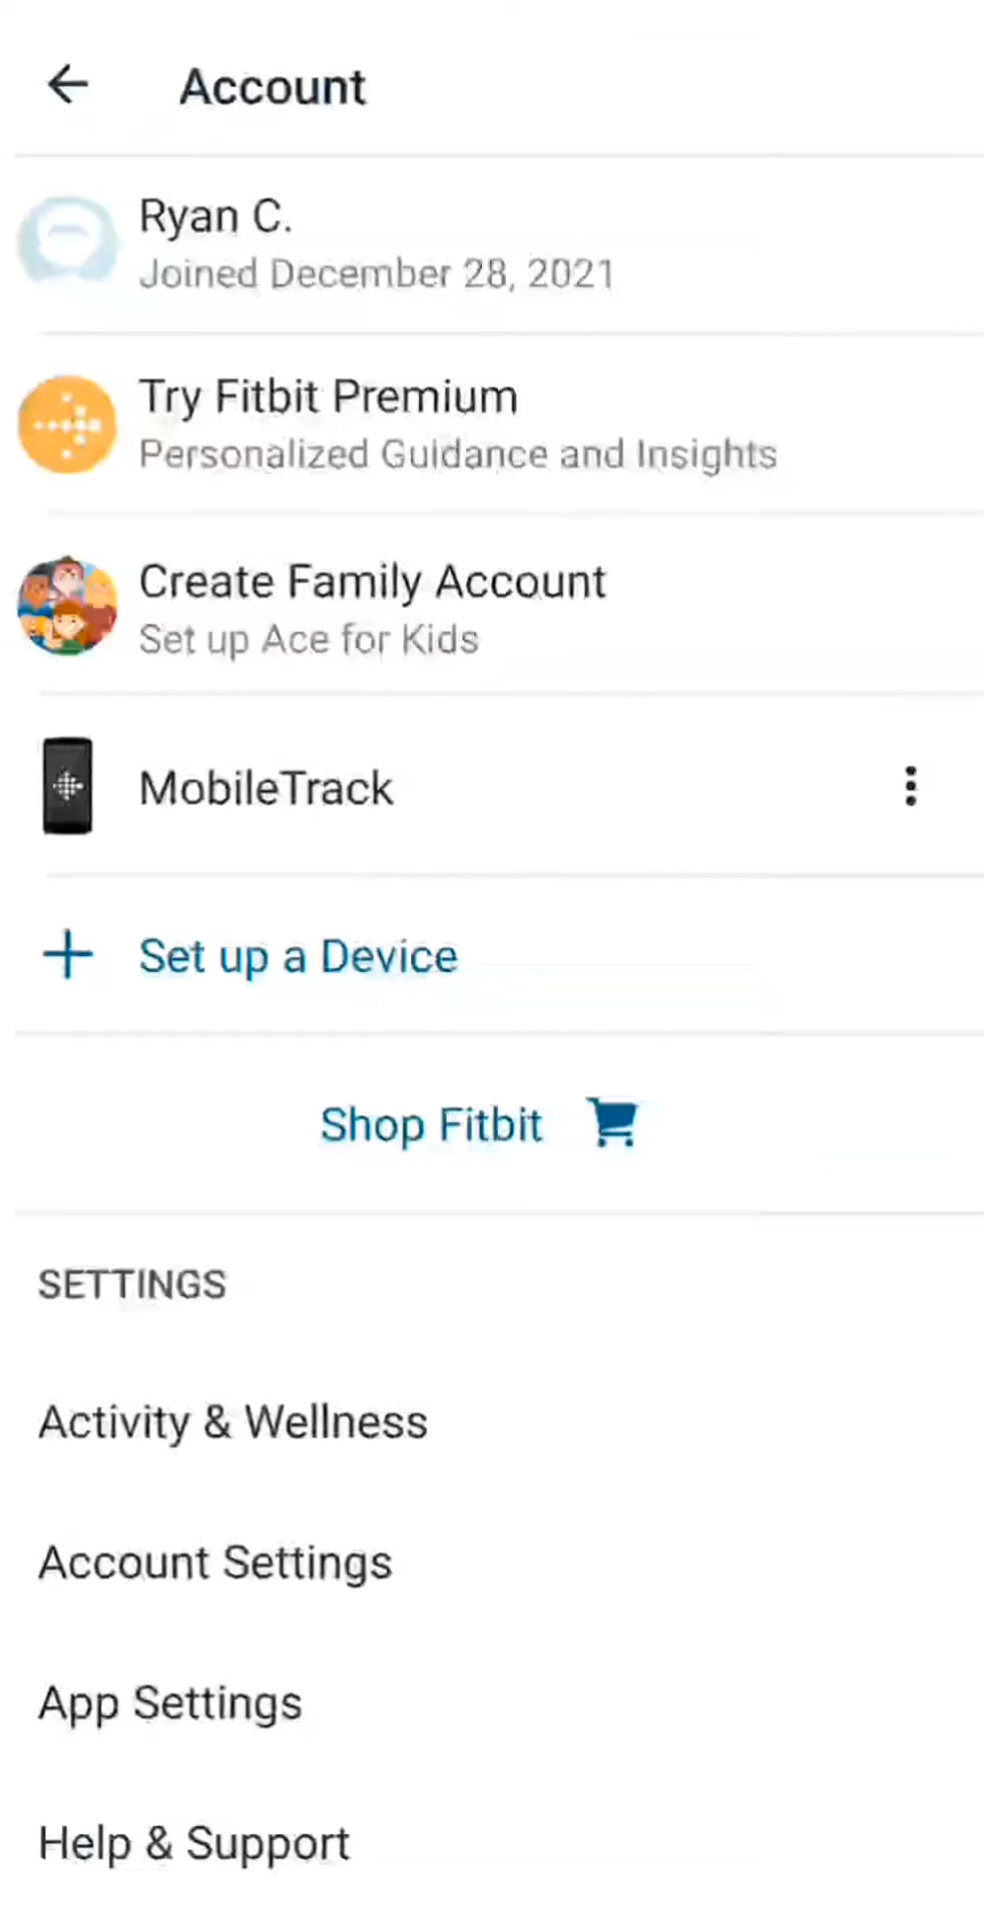 Account
Ryan C.
Joined December 28, 2021
Try Fitbit Premium
Personalized Guidance and Insights
Create Family Account
Set up Ace for Kids
MobileTrack
Set up a Device
Shop Fitbit
SETTINGS
Activity & Wellness
Account Settings
App Settings
Help & Support